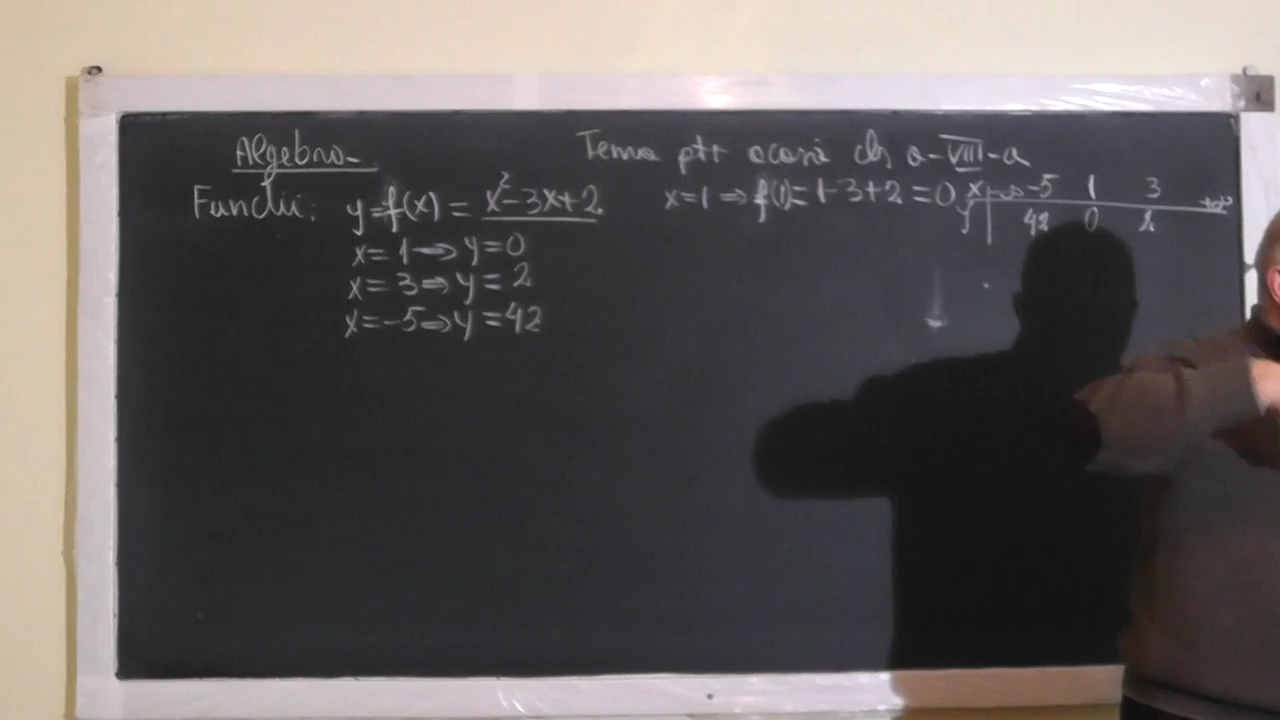 Algebra
Tema ptr acasă cls a-VIII-a
Funcții: y=f(x) = x²-3x+2
x=1 ⇒ f(1)=1-3+2=0
x -∞ -5 1 3 +∞
y 42 0 2
x=1 ⇒ y=0
x=3 ⇒ y=2
x=-5 ⇒ y=42